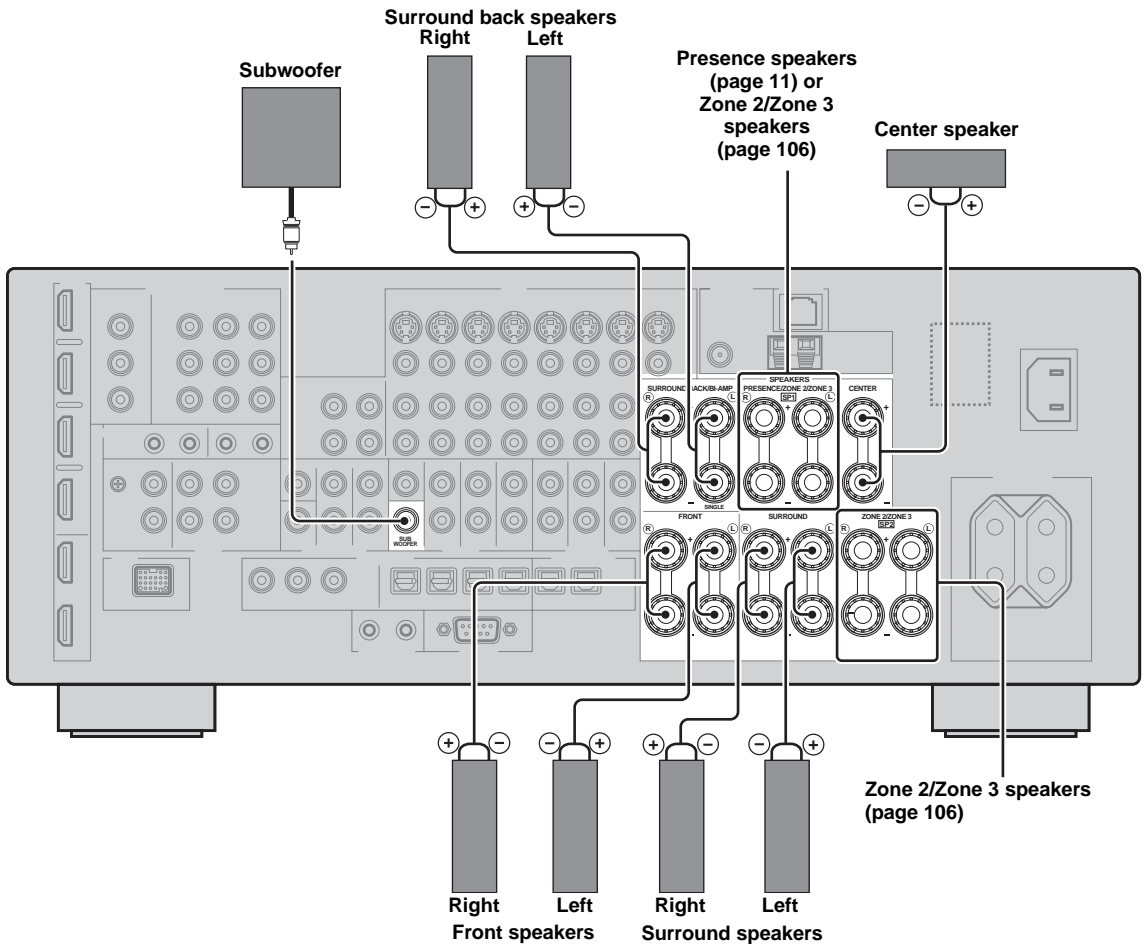 Surround back speakers
Right
Left
Subwoofer
Presence speakers
(page 11) or
Zone 2/Zone 3
speakers
(page 106)
Center speaker
− +
+ −
− +
SPEAKERS
SURROUND BACK/BI-AMP
PRESENCE/ZONE 2/ZONE 3
CENTER
R
L
R
SP1
L
+
+
−
SINGLE
−
−
FRONT
SURROUND
ZONE 2/ZONE 3
SP2
R
L
R
L
R
L
+
+
+
-
-
−
SUB
WOOFER
+ −
− +
+ −
− +
Zone 2/Zone 3 speakers
(page 106)
Right
Left
Right
Left
Front speakers
Surround speakers